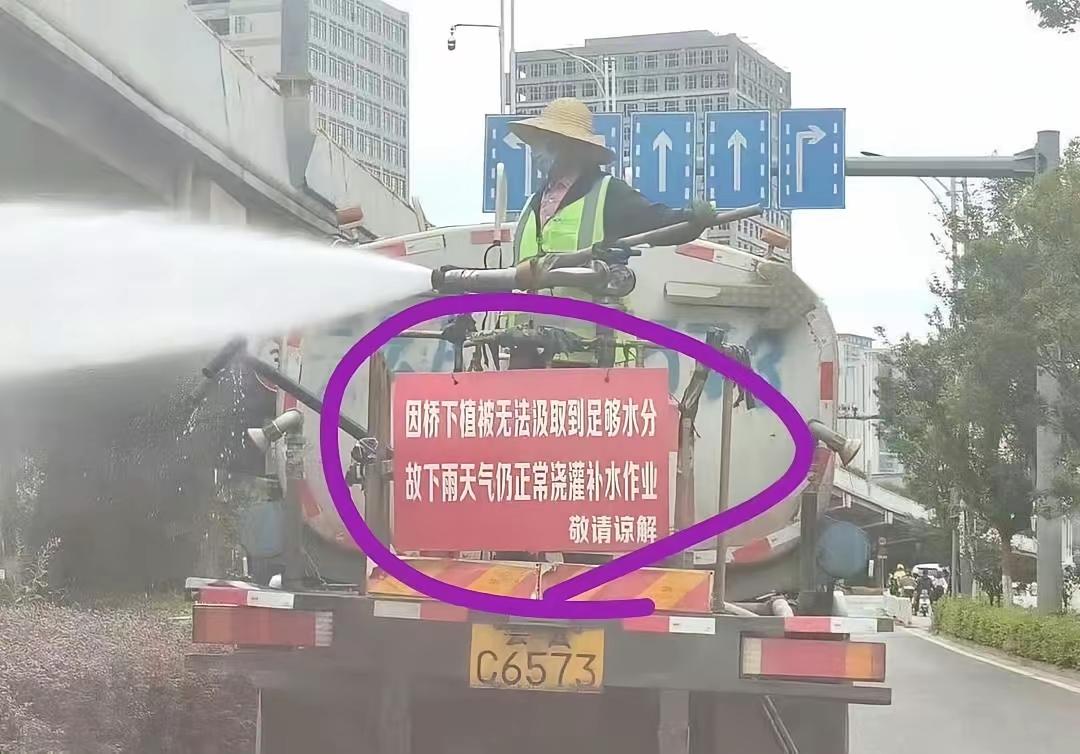 因桥下植被无法汲取到足够水分
故下雨天气仍正常浇灌补水作业
敬请谅解
C6573